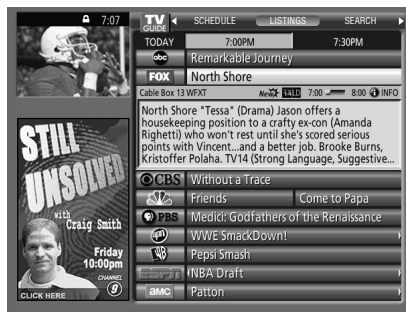 7:07
TV GUIDE SCHEDULE LISTINGS SEARCH
TODAY 7:00PM 7:30PM
abc Remarkable Journey
FOX North Shore
Cable Box 13 WFXT New 14LD 7:00 8:00 INFO
North Shore "Tessa" (Drama) Jason offers a
housekeeping position to a crafty ex-con (Amanda
Righetti) who won't rest until she's scored serious
points with Vincent...and a better job. Brooke Burns,
Kristoffer Polaha. TV14 (Strong Language, Suggestive...
CBS Without a Trace
Friends Come to Papa
PBS Medici: Godfathers of the Renaissance
upn WWE SmackDown!
WB Pepsi Smash
ESPN NBA Draft
amc Patton
STILL
UNSOLVED
with
Craig Smith
Friday
10:00pm
CHANNEL
9
CLICK HERE